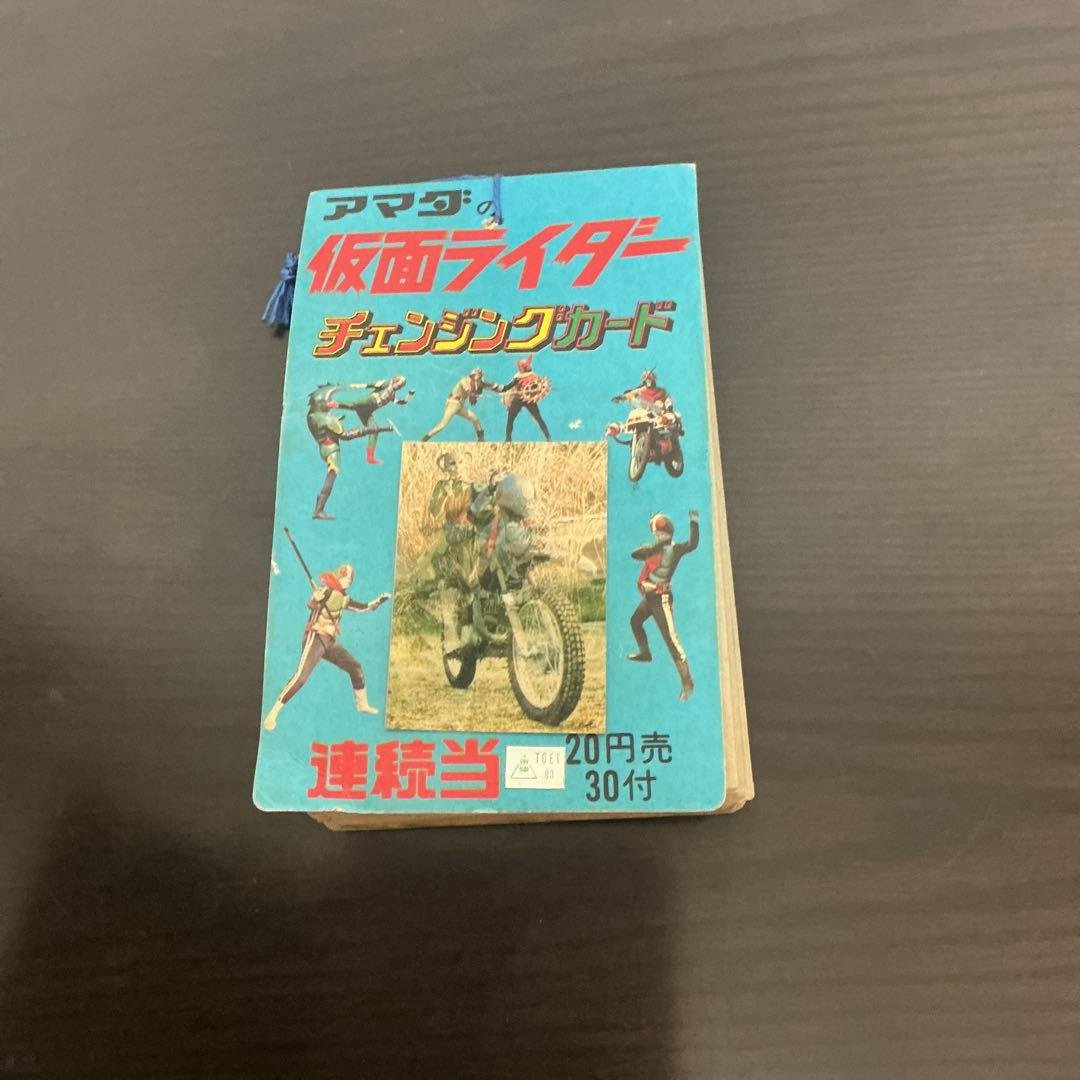 アマダの
仮面ライダー
チェンジングカード
連続当
TOEI
83
20円売
30付